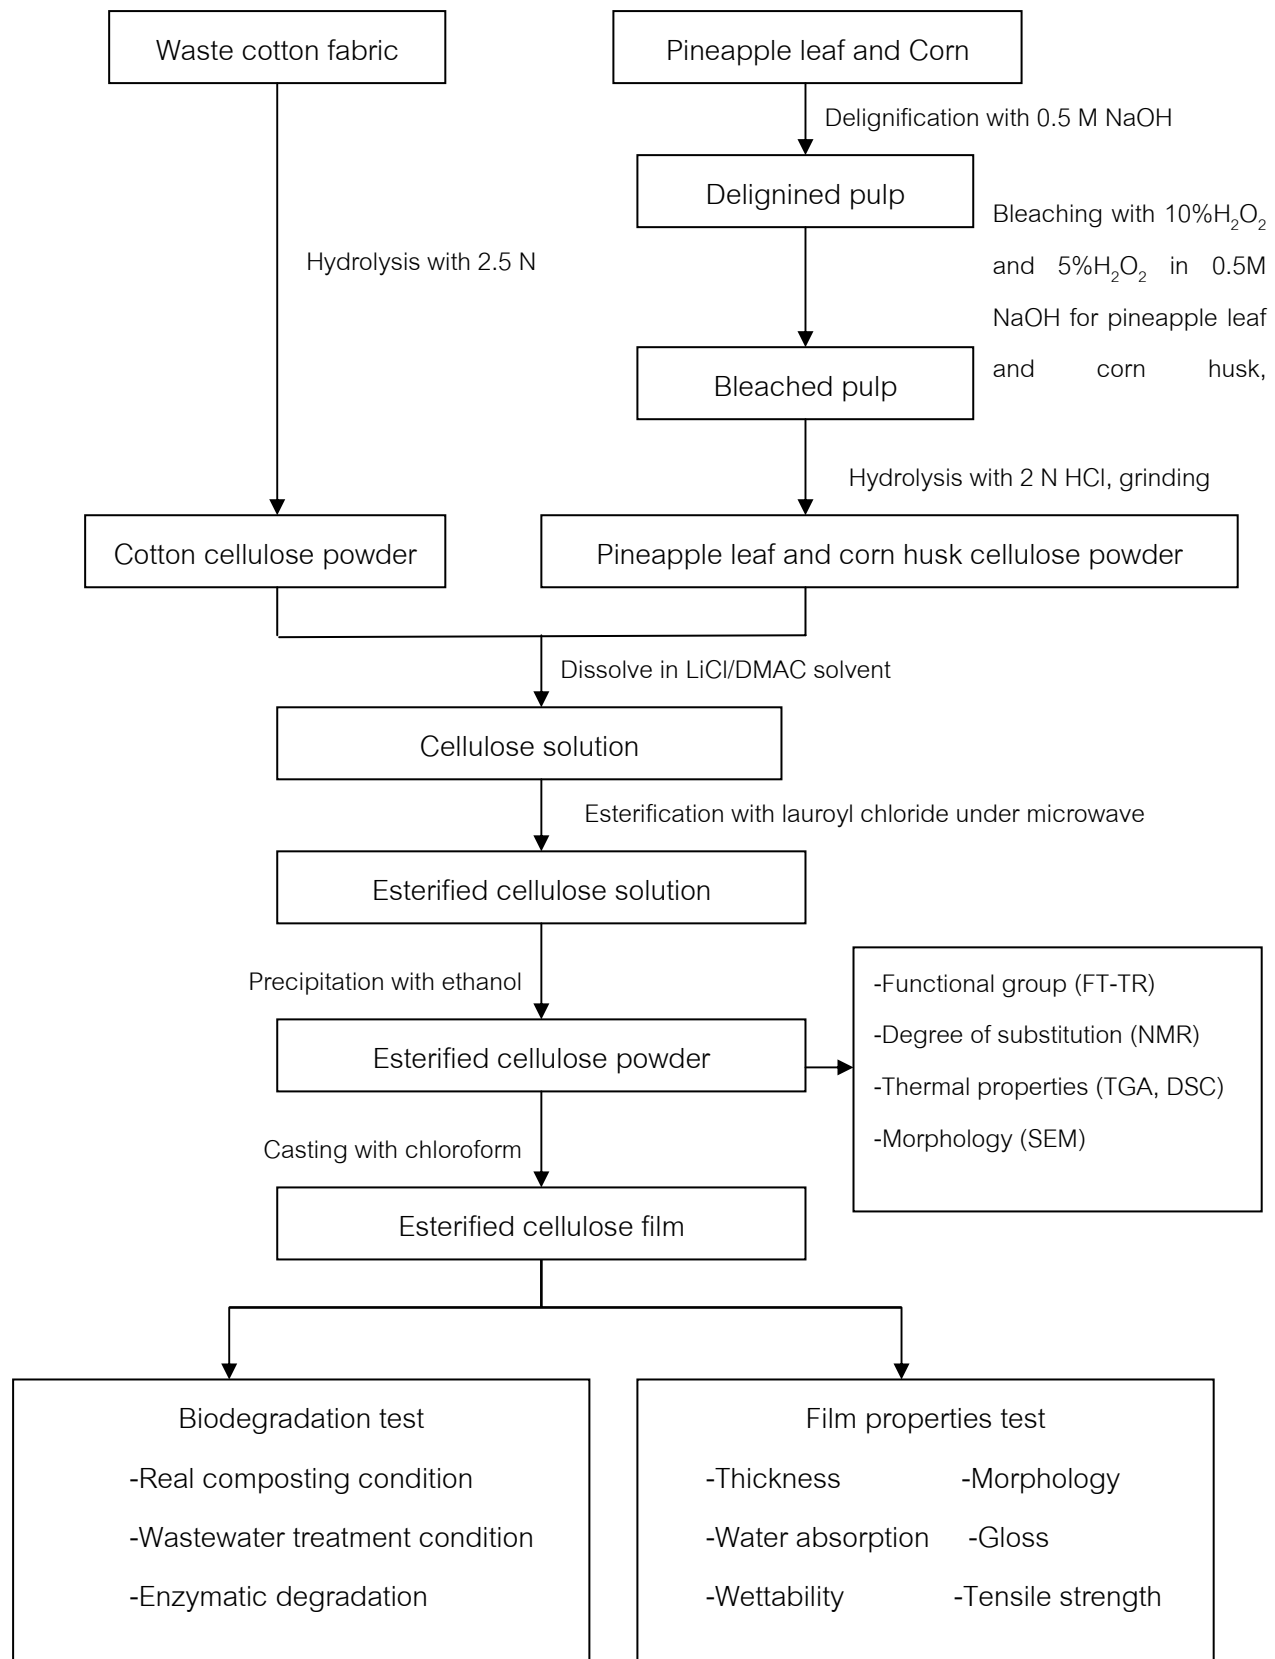 Waste cotton fabric
Pineapple leaf and Corn
Delignification with 0.5 M NaOH
Delignined pulp
Bleaching with 10%H₂O₂
and 5%H₂O₂ in 0.5M
NaOH for pineapple leaf
and corn husk,
Hydrolysis with 2.5 N
Bleached pulp
Hydrolysis with 2 N HCl, grinding
Cotton cellulose powder
Pineapple leaf and corn husk cellulose powder
Dissolve in LiCl/DMAC solvent
Cellulose solution
Esterification with lauroyl chloride under microwave
Esterified cellulose solution
Precipitation with ethanol
Esterified cellulose powder
-Functional group (FT-TR)
-Degree of substitution (NMR)
-Thermal properties (TGA, DSC)
-Morphology (SEM)
Casting with chloroform
Esterified cellulose film
Biodegradation test
-Real composting condition
-Wastewater treatment condition
-Enzymatic degradation
Film properties test
-Thickness -Morphology
-Water absorption -Gloss
-Wettability -Tensile strength